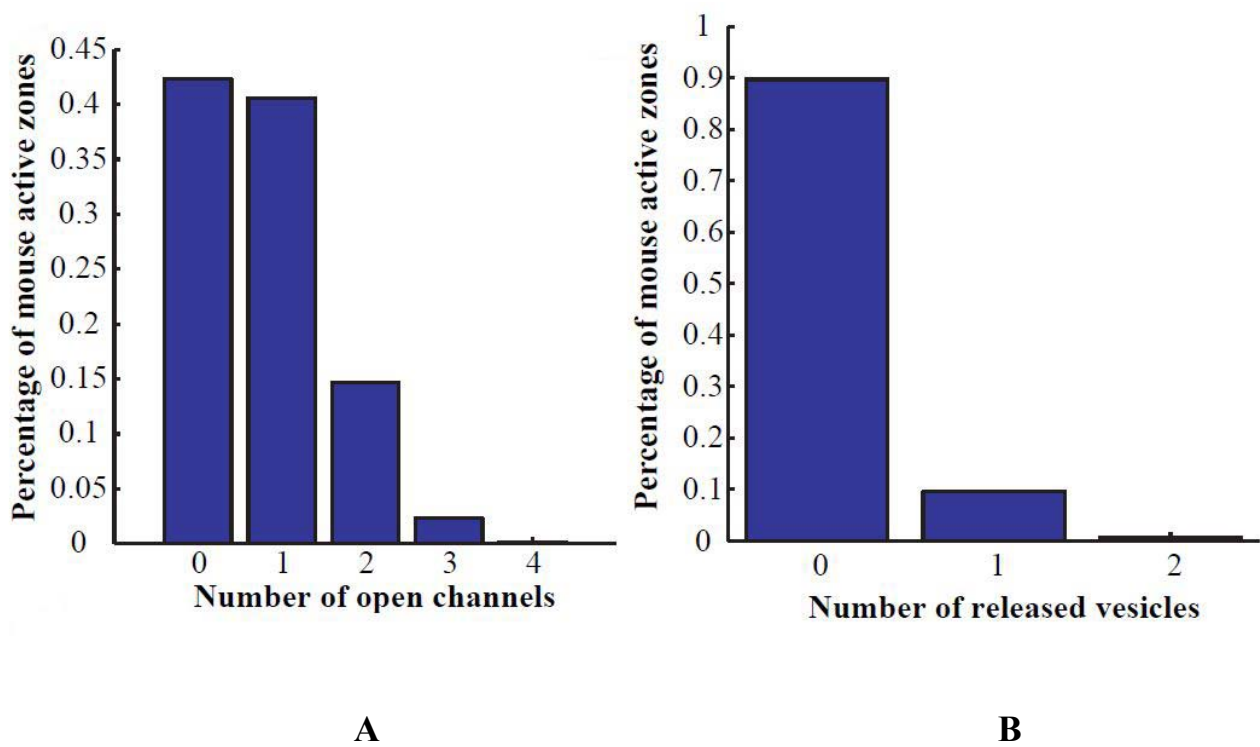 Percentage of mouse active zones
0.45
0.4
0.35
0.3
0.25
0.2
0.15
0.1
0.05
0
0 1 2 3 4
Number of open channels
A
Percentage of mouse active zones
1
0.9
0.8
0.7
0.6
0.5
0.4
0.3
0.2
0.1
0
0 1 2
Number of released vesicles
B